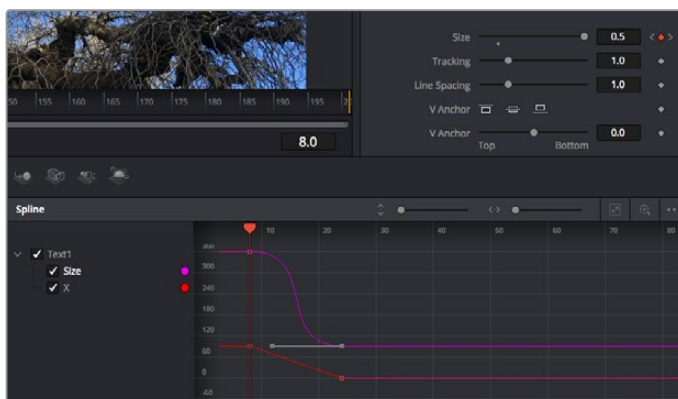 Size 0.5
Tracking 1.0
Line Spacing 1.0
V Anchor
V Anchor 0.0
Top Bottom
155 160 165 170 175 180 185 190 195
8.0
Spline
10 20 30 40 50 60 70 80
Text1
Size
X
360
300
240
180
120
60
0
-60